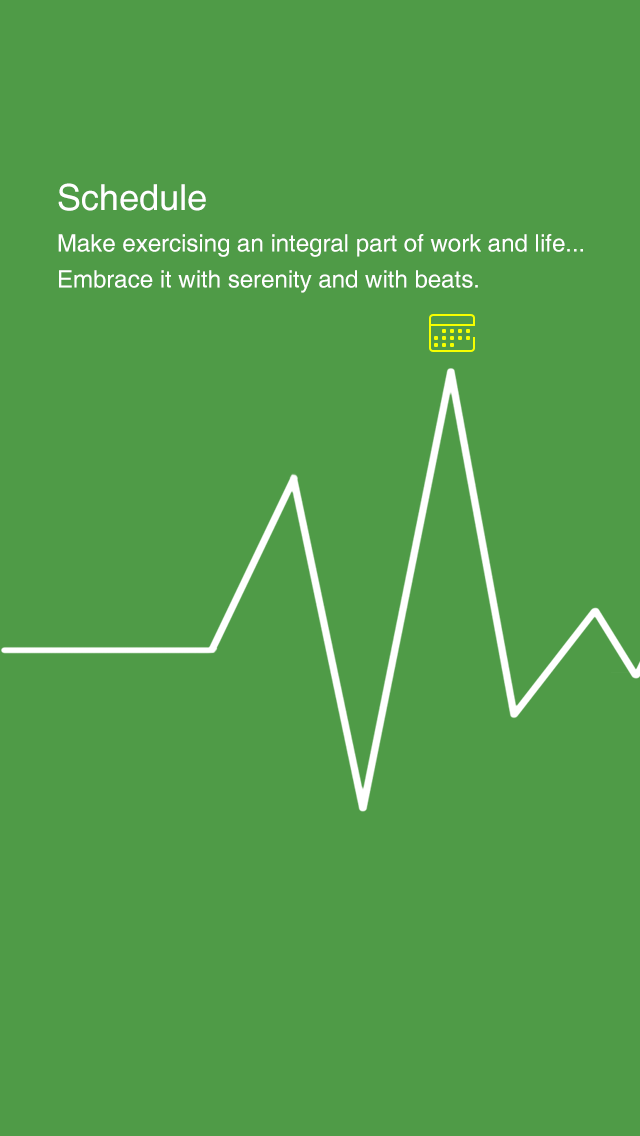 Schedule
Make exercising an integral part of work and life...
Embrace it with serenity and with beats.